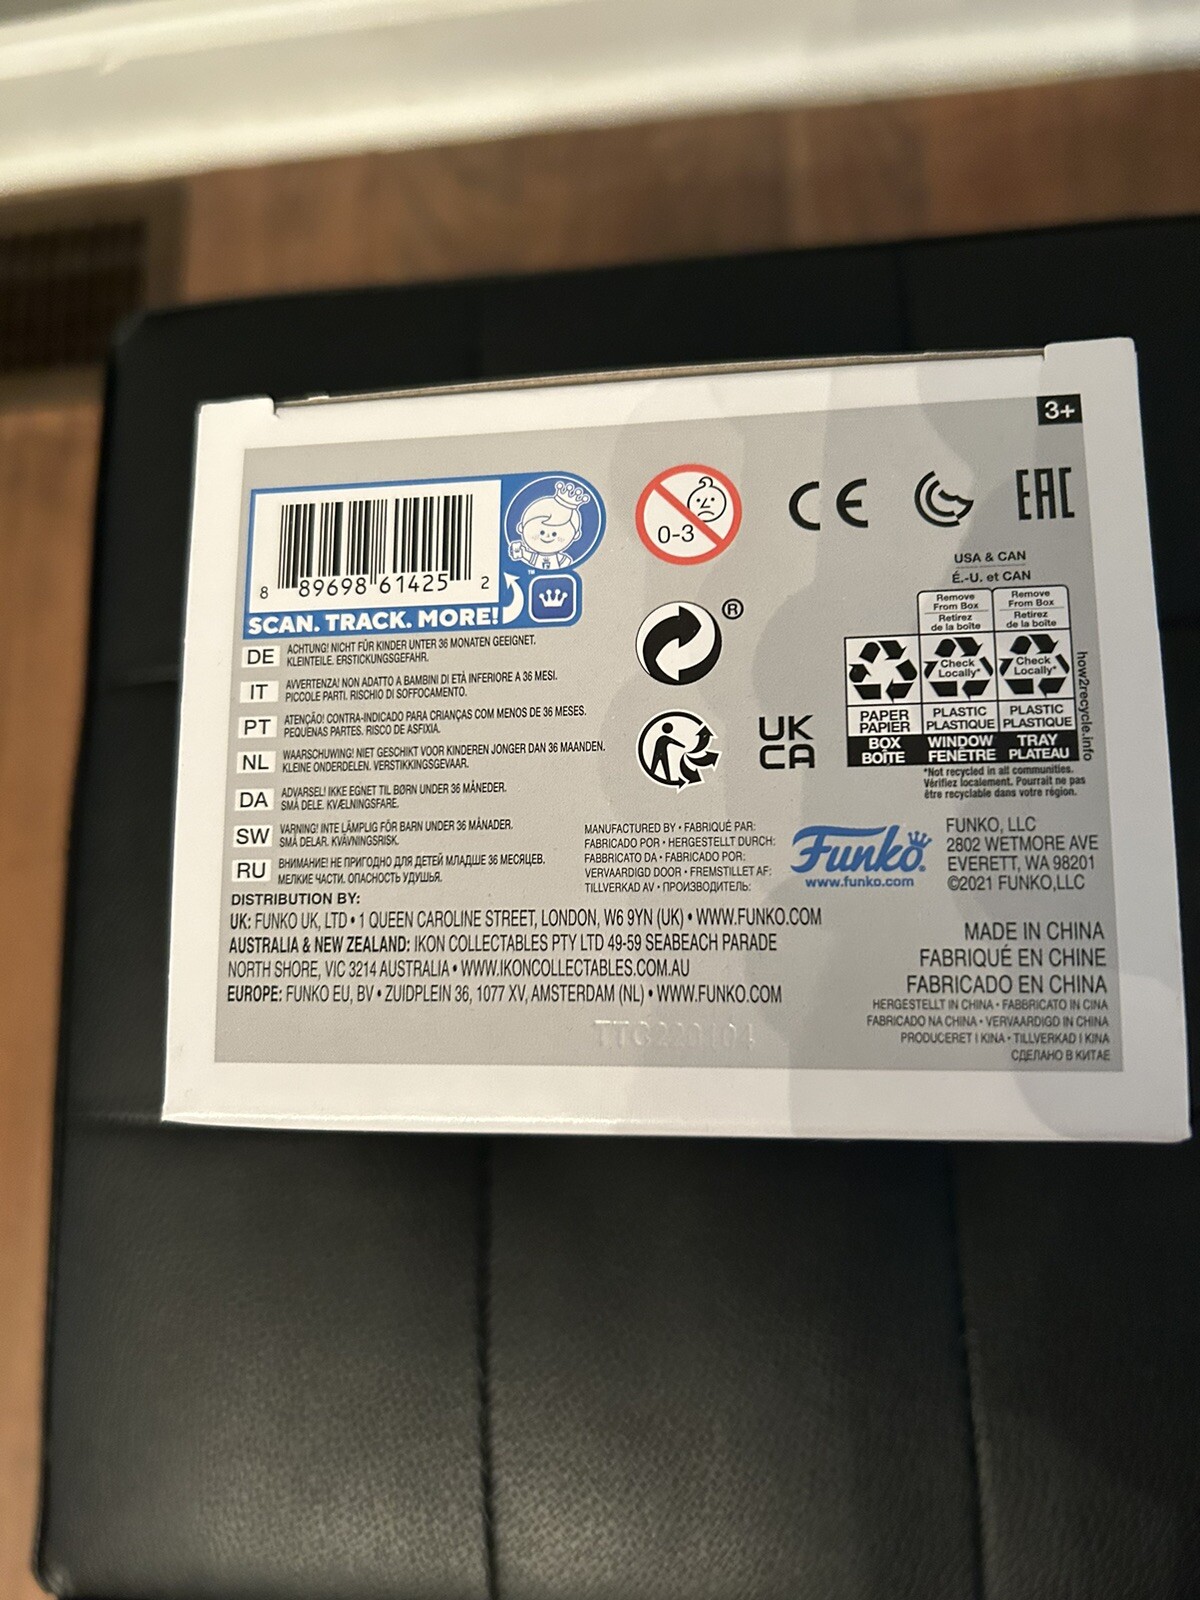 3+
8 89698 61425 2
SCAN. TRACK. MORE!
™
0-3
CE
EAC
USA & CAN
É.-U. et CAN
Remove
From Box
Retirez
de la boîte
Remove
From Box
Retirez
de la boîte
Check
Locally*
Check
Locally*
PAPER
PAPIER
BOX
BOÎTE
PLASTIC
PLASTIQUE
WINDOW
FENÊTRE
PLASTIC
PLASTIQUE
TRAY
PLATEAU
how2recycle.info
*Not recycled in all communities.
Vérifiez localement. Pourrait ne pas
être recyclable dans votre région.
®
UK
CA
DE ACHTUNG! NICHT FÜR KINDER UNTER 36 MONATEN GEEIGNET.
KLEINTEILE. ERSTICKUNGSGEFAHR.
IT AVVERTENZA! NON ADATTO A BAMBINI DI ETÀ INFERIORE A 36 MESI.
PICCOLE PARTI. RISCHIO DI SOFFOCAMENTO.
PT ATENÇÃO! CONTRA-INDICADO PARA CRIANÇAS COM MENOS DE 36 MESES.
PEQUENAS PARTES. RISCO DE ASFIXIA.
NL WAARSCHUWING! NIET GESCHIKT VOOR KINDEREN JONGER DAN 36 MAANDEN.
KLEINE ONDERDELEN. VERSTIKKINGSGEVAAR.
DA ADVARSEL! IKKE EGNET TIL BØRN UNDER 36 MÅNEDER.
SMÅ DELE. KVÆLNINGSFARE.
SW VARNING! INTE LÄMPLIG FÖR BARN UNDER 36 MÅNADER.
SMÅ DELAR. KVÄVNINGSRISK.
RU ВНИМАНИЕ! НЕ ПРИГОДНО ДЛЯ ДЕТЕЙ МЛАДШЕ 36 МЕСЯЦЕВ.
МЕЛКИЕ ЧАСТИ. ОПАСНОСТЬ УДУШЬЯ.
MANUFACTURED BY • FABRIQUÉ PAR:
FABRICADO POR • HERGESTELLT DURCH:
FABBRICATO DA • FABRICADO POR:
VERVAARDIGD DOOR • FREMSTILLET AF:
TILLVERKAD AV • ПРОИЗВОДИТЕЛЬ:
Funko®
www.funko.com
FUNKO, LLC
2802 WETMORE AVE
EVERETT, WA 98201
©2021 FUNKO,LLC
DISTRIBUTION BY:
UK: FUNKO UK, LTD • 1 QUEEN CAROLINE STREET, LONDON, W6 9YN (UK) • WWW.FUNKO.COM
AUSTRALIA & NEW ZEALAND: IKON COLLECTABLES PTY LTD 49-59 SEABEACH PARADE
NORTH SHORE, VIC 3214 AUSTRALIA • WWW.IKONCOLLECTABLES.COM.AU
EUROPE: FUNKO EU, BV • ZUIDPLEIN 36, 1077 XV, AMSTERDAM (NL) • WWW.FUNKO.COM
MADE IN CHINA
FABRIQUÉ EN CHINE
FABRICADO EN CHINA
HERGESTELLT IN CHINA • FABBRICATO IN CINA
FABRICADO NA CHINA • VERVAARDIGD IN CHINA
PRODUCERET I KINA • TILLVERKAD I KINA
СДЕЛАНО В КИТАЕ